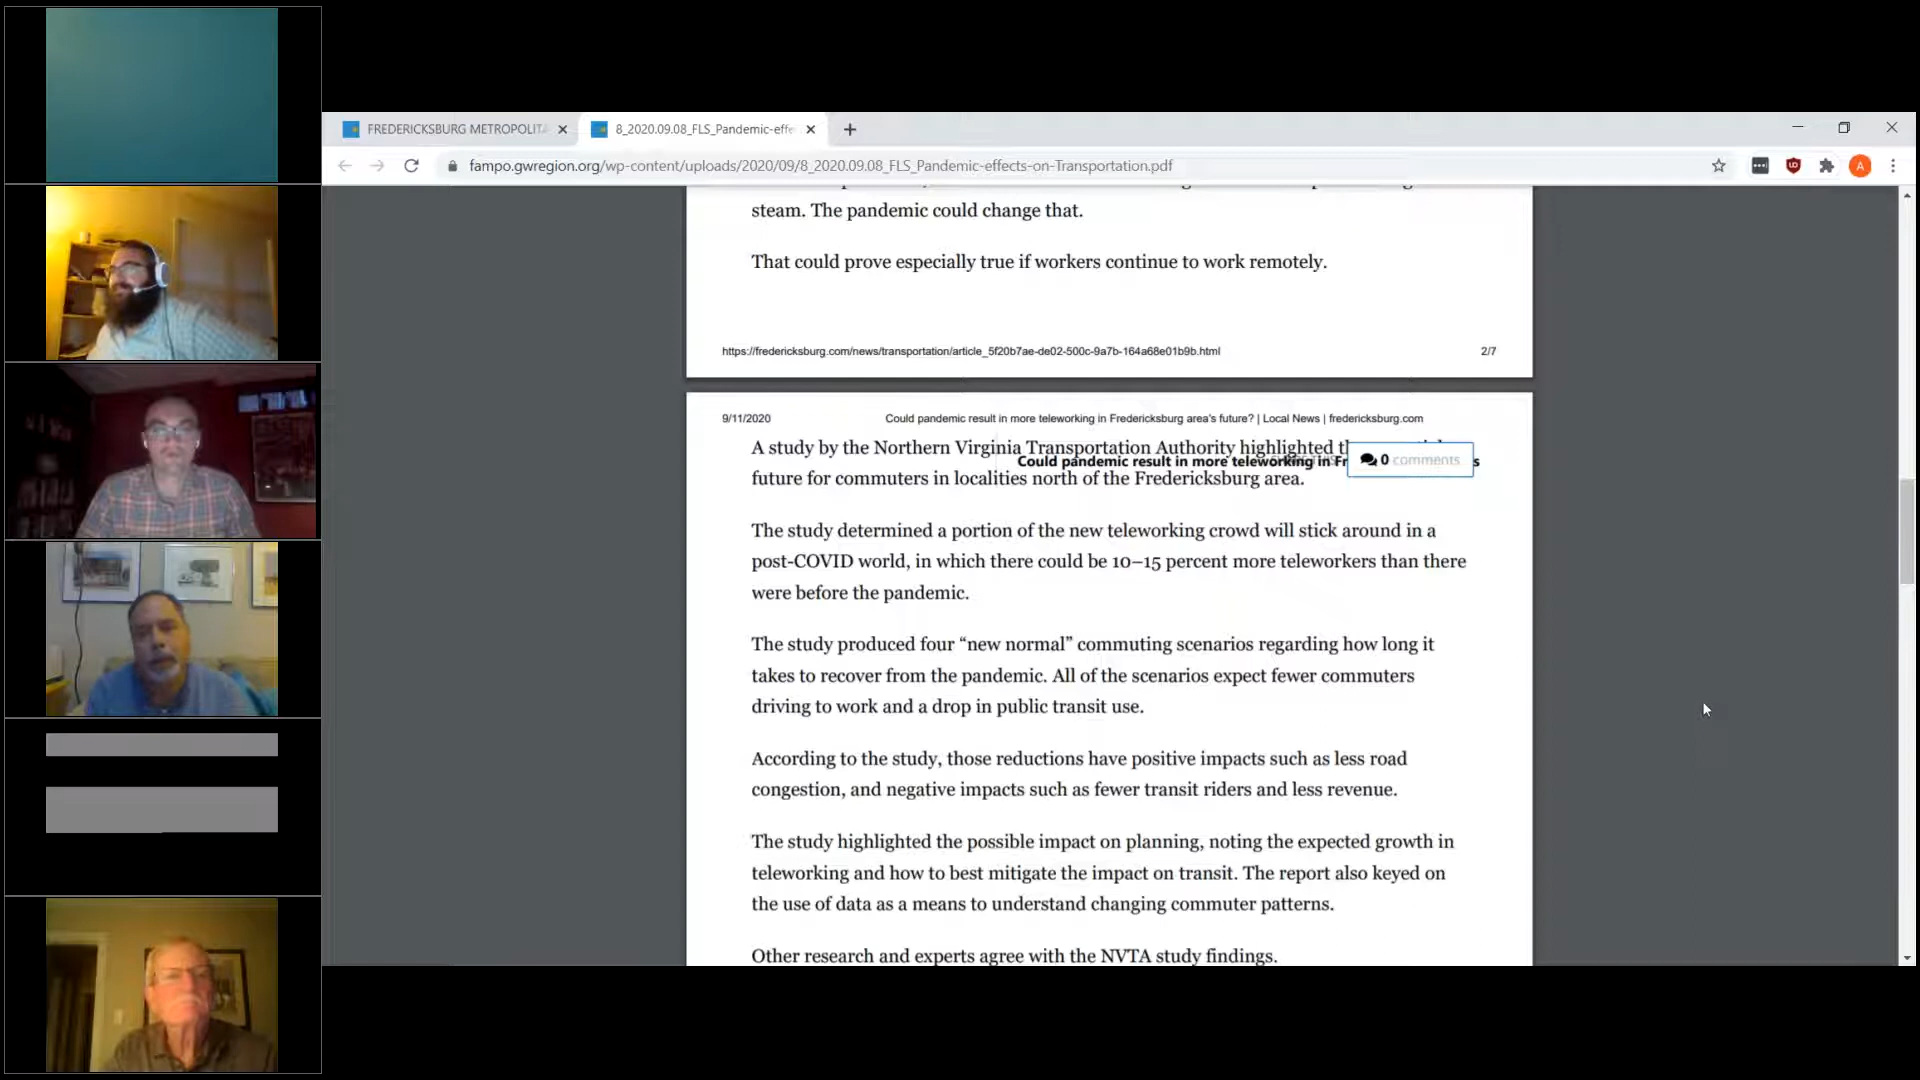 FREDERICKSBURG METROPOLITA
8_2020.09.08_FLS_Pandemic-effe
fampo.gwregion.org/wp-content/uploads/2020/09/8_2020.09.08_FLS_Pandemic-effects-on-Transportation.pdf
A
steam. The pandemic could change that.
That could prove especially true if workers continue to work remotely.
https://fredericksburg.com/news/transportation/article_5f20b7ae-de02-500c-9a7b-164a68e01b9b.html 2/7
9/11/2020 Could pandemic result in more teleworking in Fredericksburg area's future? | Local News | fredericksburg.com
A study by the Northern Virginia Transportation Authority highlighted
Could pandemic result in more teleworking in Fr
0 comments
future for commuters in localities north of the Fredericksburg area.
The study determined a portion of the new teleworking crowd will stick around in a
post-COVID world, in which there could be 10–15 percent more teleworkers than there
were before the pandemic.
The study produced four “new normal” commuting scenarios regarding how long it
takes to recover from the pandemic. All of the scenarios expect fewer commuters
driving to work and a drop in public transit use.
According to the study, those reductions have positive impacts such as less road
congestion, and negative impacts such as fewer transit riders and less revenue.
The study highlighted the possible impact on planning, noting the expected growth in
teleworking and how to best mitigate the impact on transit. The report also keyed on
the use of data as a means to understand changing commuter patterns.
Other research and experts agree with the NVTA study findings.